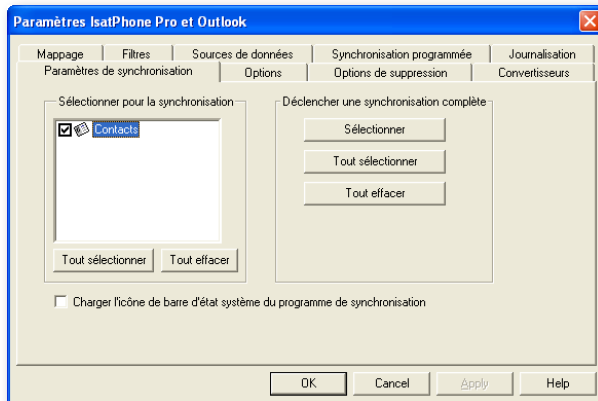 Paramètres IsatPhone Pro et Outlook
Mappage Filtres Sources de données Synchronisation programmée Journalisation
Paramètres de synchronisation Options Options de suppression Convertisseurs
Sélectionner pour la synchronisation
Contacts
Tout sélectionner Tout effacer
Déclencher une synchronisation complète
Sélectionner
Tout sélectionner
Tout effacer
Charger l'icône de barre d'état système du programme de synchronisation
OK Cancel Apply Help